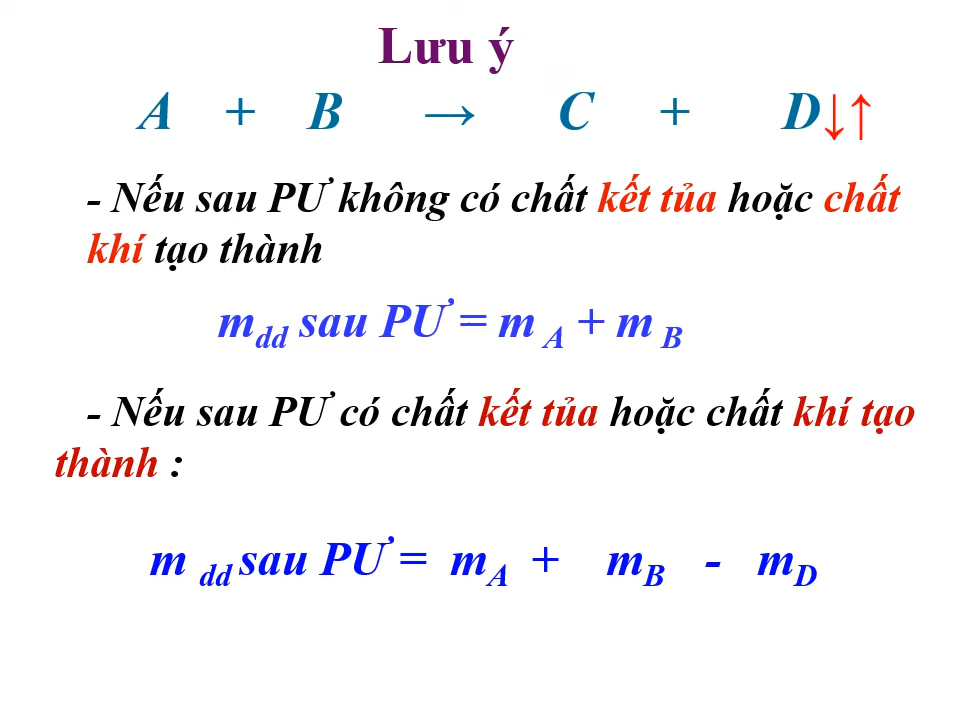 Lưu ý
A + B → C + D↓↑
- Nếu sau PƯ không có chất kết tủa hoặc chất
khí tạo thành
mdd sau PƯ = m A + m B
- Nếu sau PƯ có chất kết tủa hoặc chất khí tạo
thành :
m dd sau PƯ = mA + mB - mD